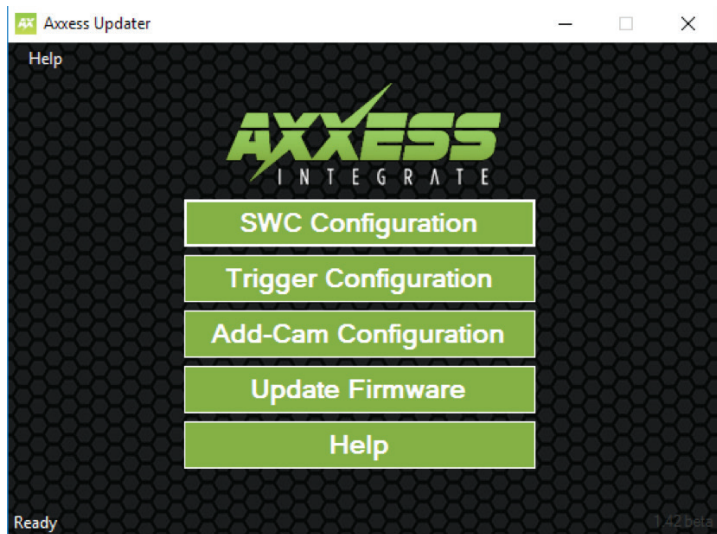 Axxess Updater
Help
AXXESS
INTEGRATE
SWC Configuration
Trigger Configuration
Add-Cam Configuration
Update Firmware
Help
Ready
1.42 beta